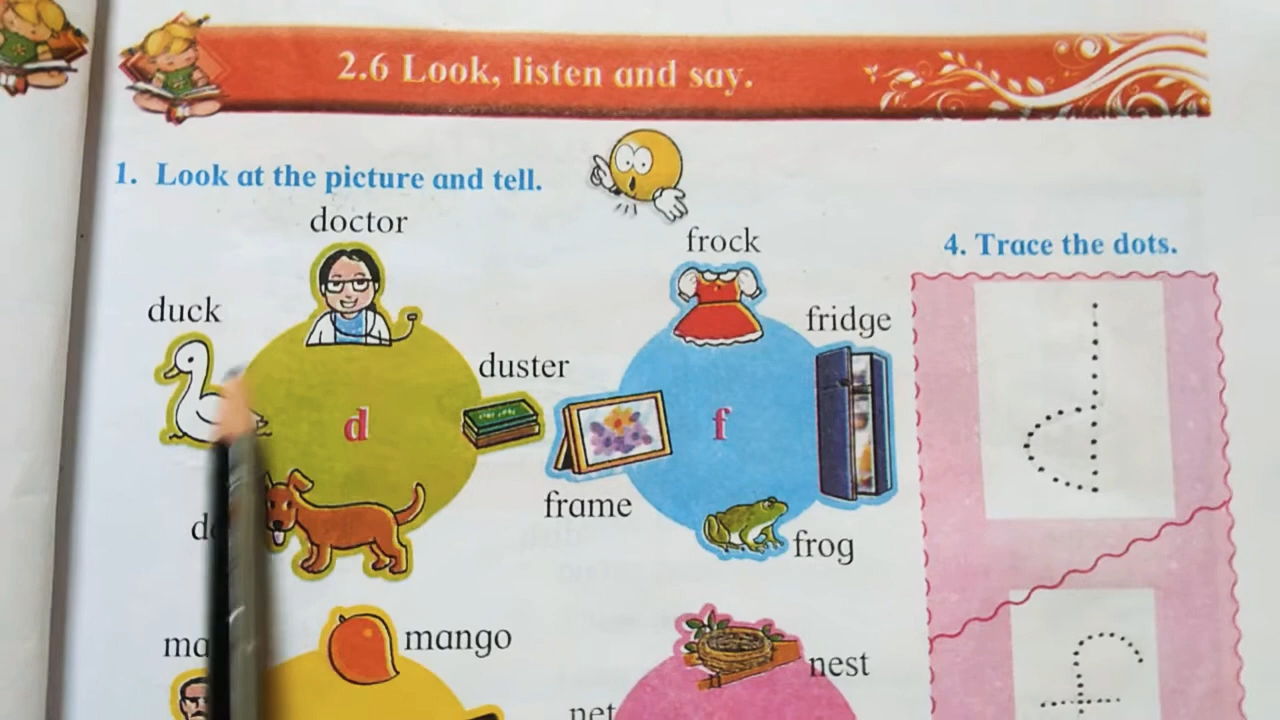 2.6 Look, listen and say.
1. Look at the picture and tell.
doctor
duck
duster
d
frock
fridge
f
frame
frog
4. Trace the dots.
d
f
mango
nest
net